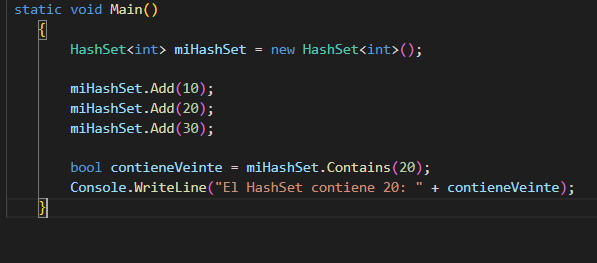 static void Main()
{
HashSet<int> miHashSet = new HashSet<int>();
miHashSet.Add(10);
miHashSet.Add(20);
miHashSet.Add(30);
bool contieneVeinte = miHashSet.Contains(20);
Console.WriteLine("El HashSet contiene 20: " + contieneVeinte);
}